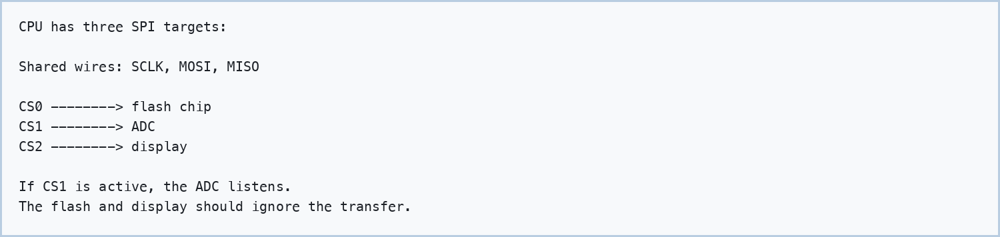 CPU has three SPI targets:
Shared wires: SCLK, MOSI, MISO
CS0 --------> flash chip
CS1 --------> ADC
CS2 --------> display
If CS1 is active, the ADC listens.
The flash and display should ignore the transfer.